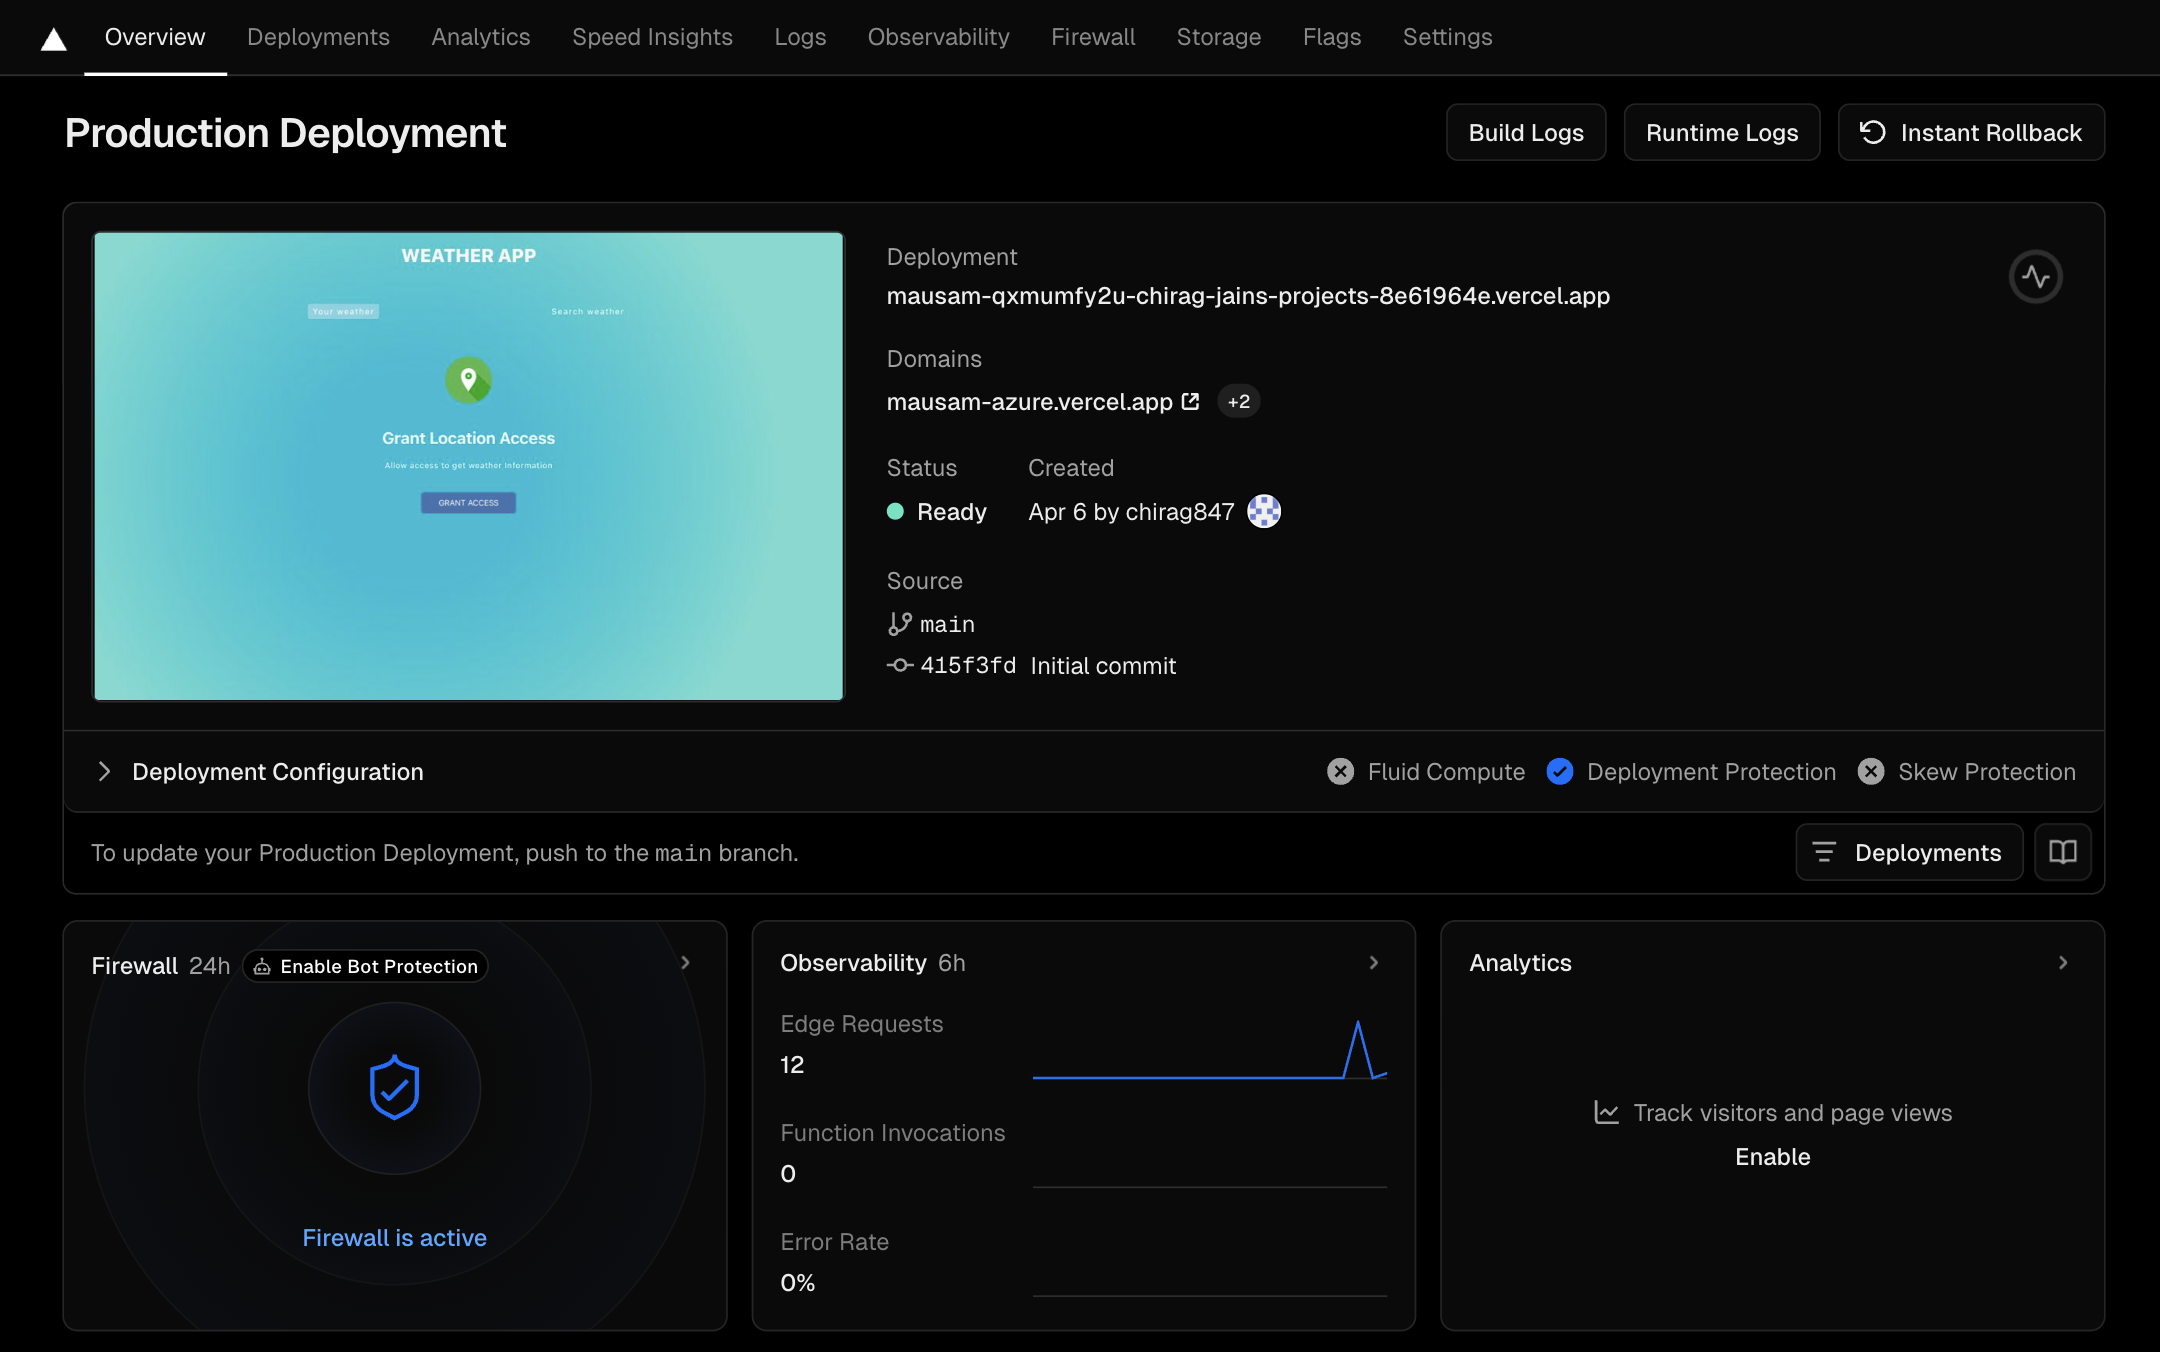 Overview Deployments Analytics Speed Insights Logs Observability Firewall Storage Flags Settings
Production Deployment
Build Logs Runtime Logs Instant Rollback
WEATHER APP
Your weather Search weather
Grant Location Access
Allow access to get weather Information
GRANT ACCESS
Deployment
mausam-qxmumfy2u-chirag-jains-projects-8e61964e.vercel.app
Domains
mausam-azure.vercel.app +2
Status Created
Ready Apr 6 by chirag847
Source
main
415f3fd Initial commit
Deployment Configuration Fluid Compute Deployment Protection Skew Protection
To update your Production Deployment, push to the main branch. Deployments
Firewall 24h Enable Bot Protection
Firewall is active
Observability 6h
Edge Requests
12
Function Invocations
0
Error Rate
0%
Analytics
Track visitors and page views
Enable